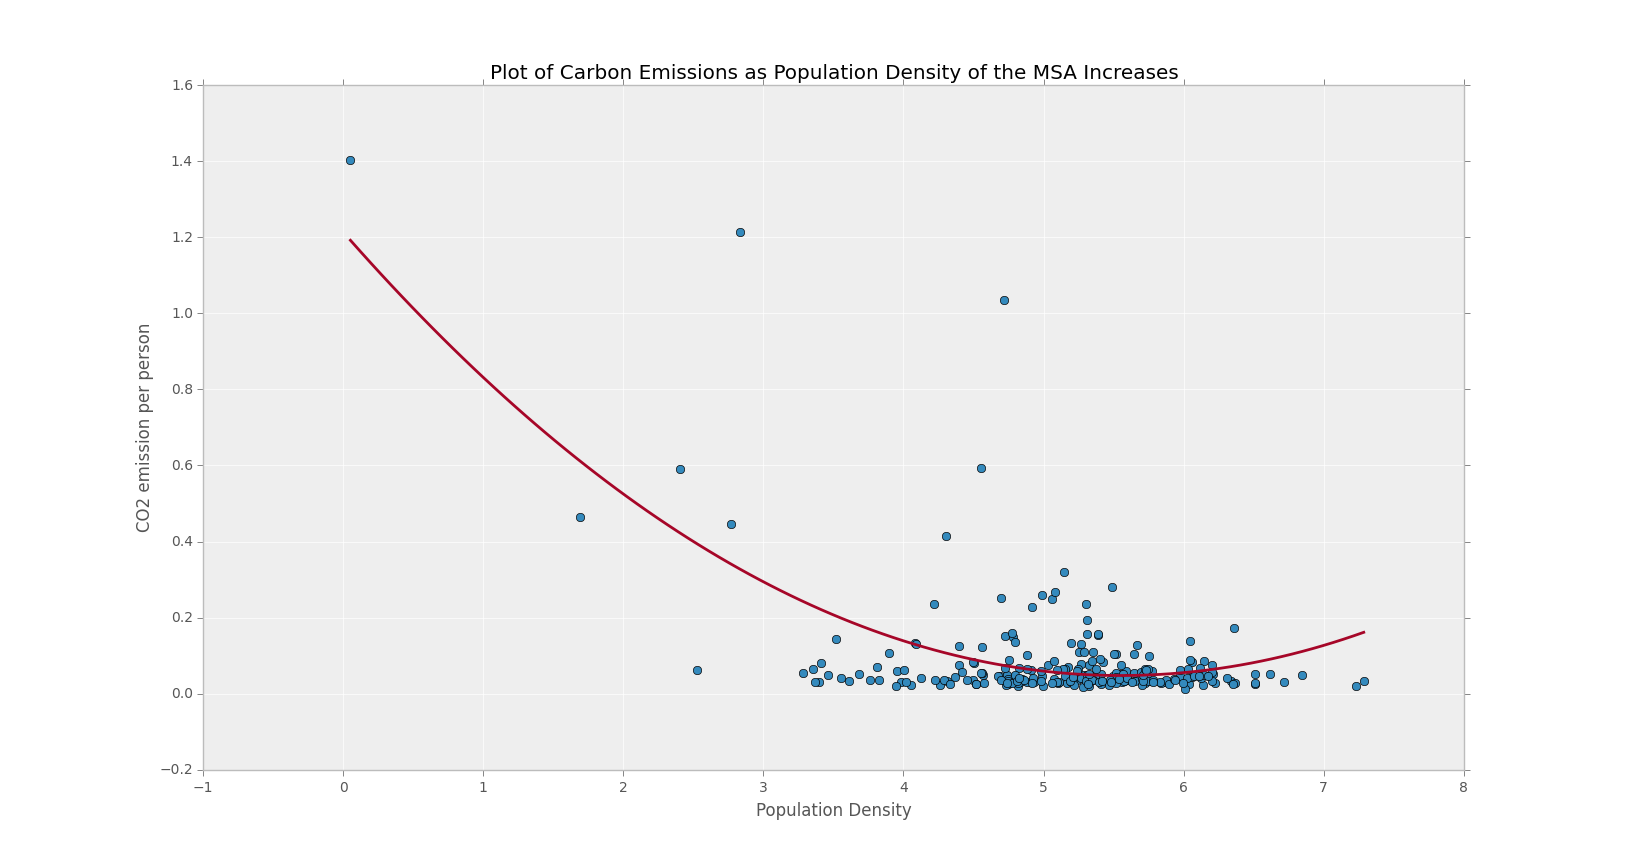 Plot of Carbon Emissions as Population Density of the MSA Increases
1.6
1.4
1.2
1.0
0.8
0.6
0.4
0.2
0.0
−0.2
CO2 emission per person
−1 0 1 2 3 4 5 6 7 8
Population Density